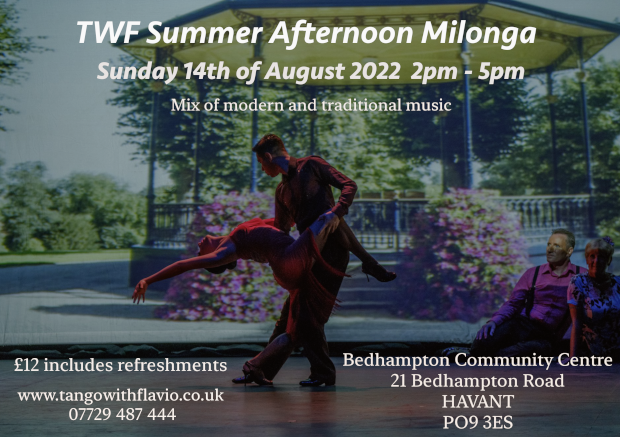 TWF Summer Afternoon Milonga
Sunday 14th of August 2022 2pm - 5pm
Mix of modern and traditional music
£12 includes refreshments
www.tangowithflavio.co.uk
07729 487 444
Bedhampton Community Centre
21 Bedhampton Road
HAVANT
PO9 3ES